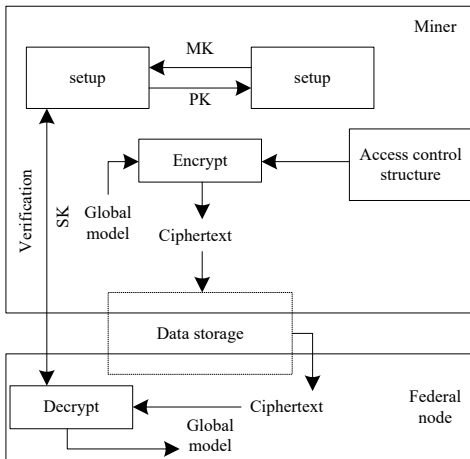 Miner
MK
setup
setup
PK
Encrypt
Access control
structure
Verification
SK
Global
model
Ciphertext
Data storage
Federal
node
Decrypt
Ciphertext
Global
model